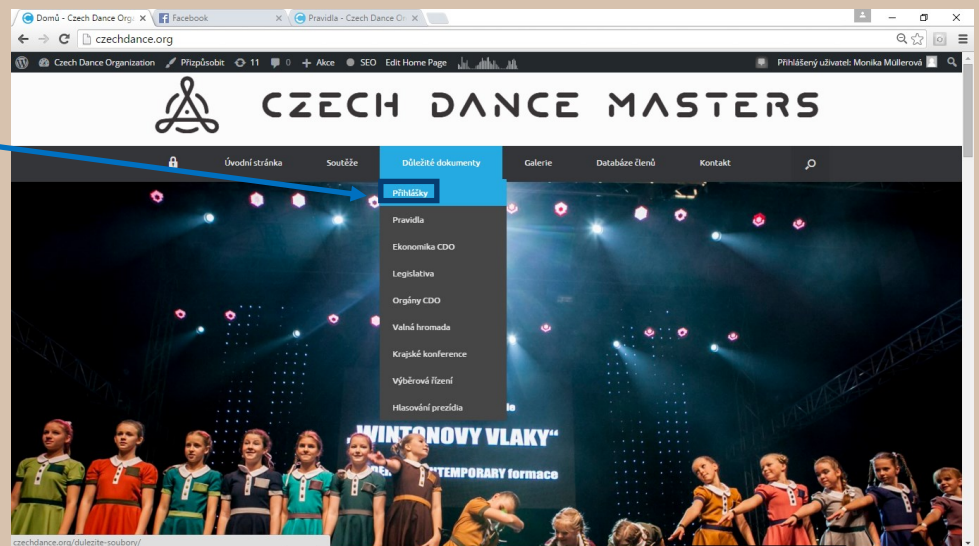 Domů - Czech Dance Orga
Facebook
Pravidla - Czech Dance Or
czechdance.org
Czech Dance Organization Přizpůsobit 11 0 + Akce SEO Edit Home Page Přihlášený uživatel: Monika Müllerová
CZECH DANCE MASTERS
Úvodní stránka Soutěže Důležité dokumenty Galerie Databáze členů Kontakt
Přihlášky
Pravidla
Ekonomika CDO
Legislativa
Orgány CDO
Valná hromada
Krajské konference
Výběrová řízení
Hlasování prezídia
„WINTONOVY VLAKY“
formace
czechdance.org/dulezite-soubory/